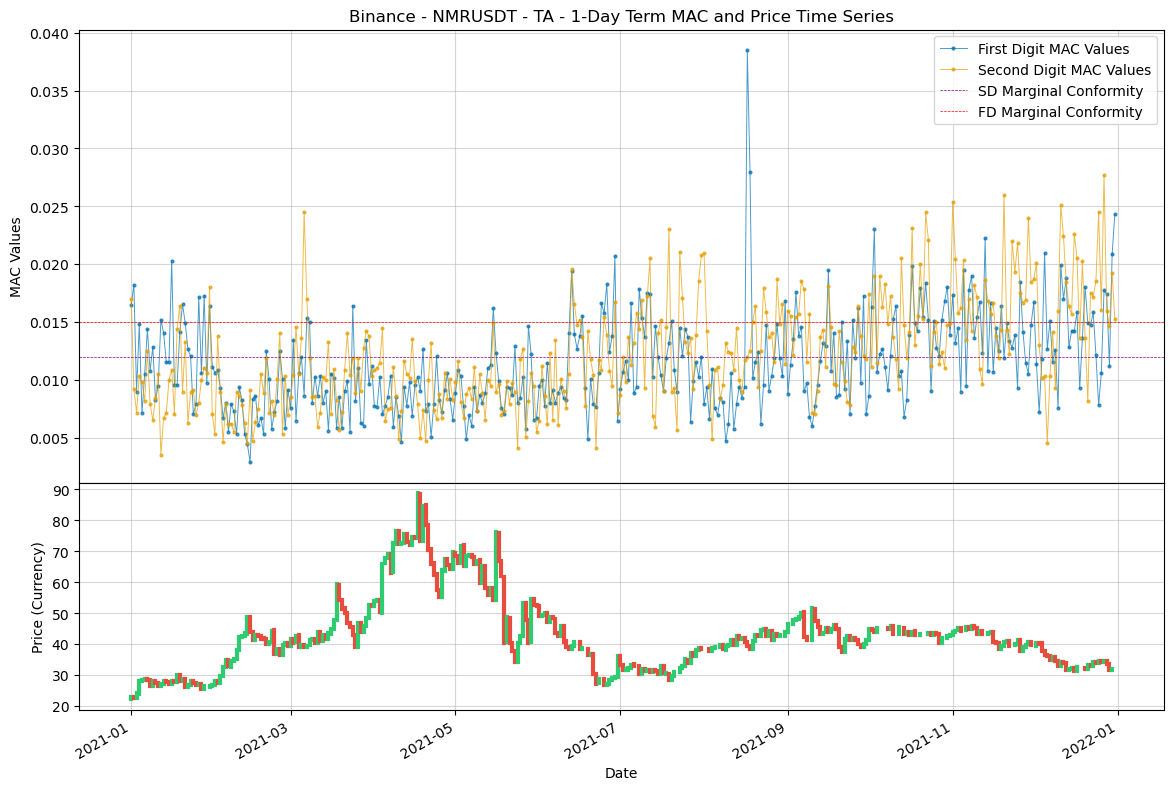 Binance - NMRUSDT - TA - 1-Day Term MAC and Price Time Series
MAC Values
0.040
0.035
0.030
0.025
0.020
0.015
0.010
0.005
First Digit MAC Values
Second Digit MAC Values
SD Marginal Conformity
FD Marginal Conformity
Price (Currency)
90
80
70
60
50
40
30
20
2021-01
2021-03
2021-05
2021-07
2021-09
2021-11
2022-01
Date